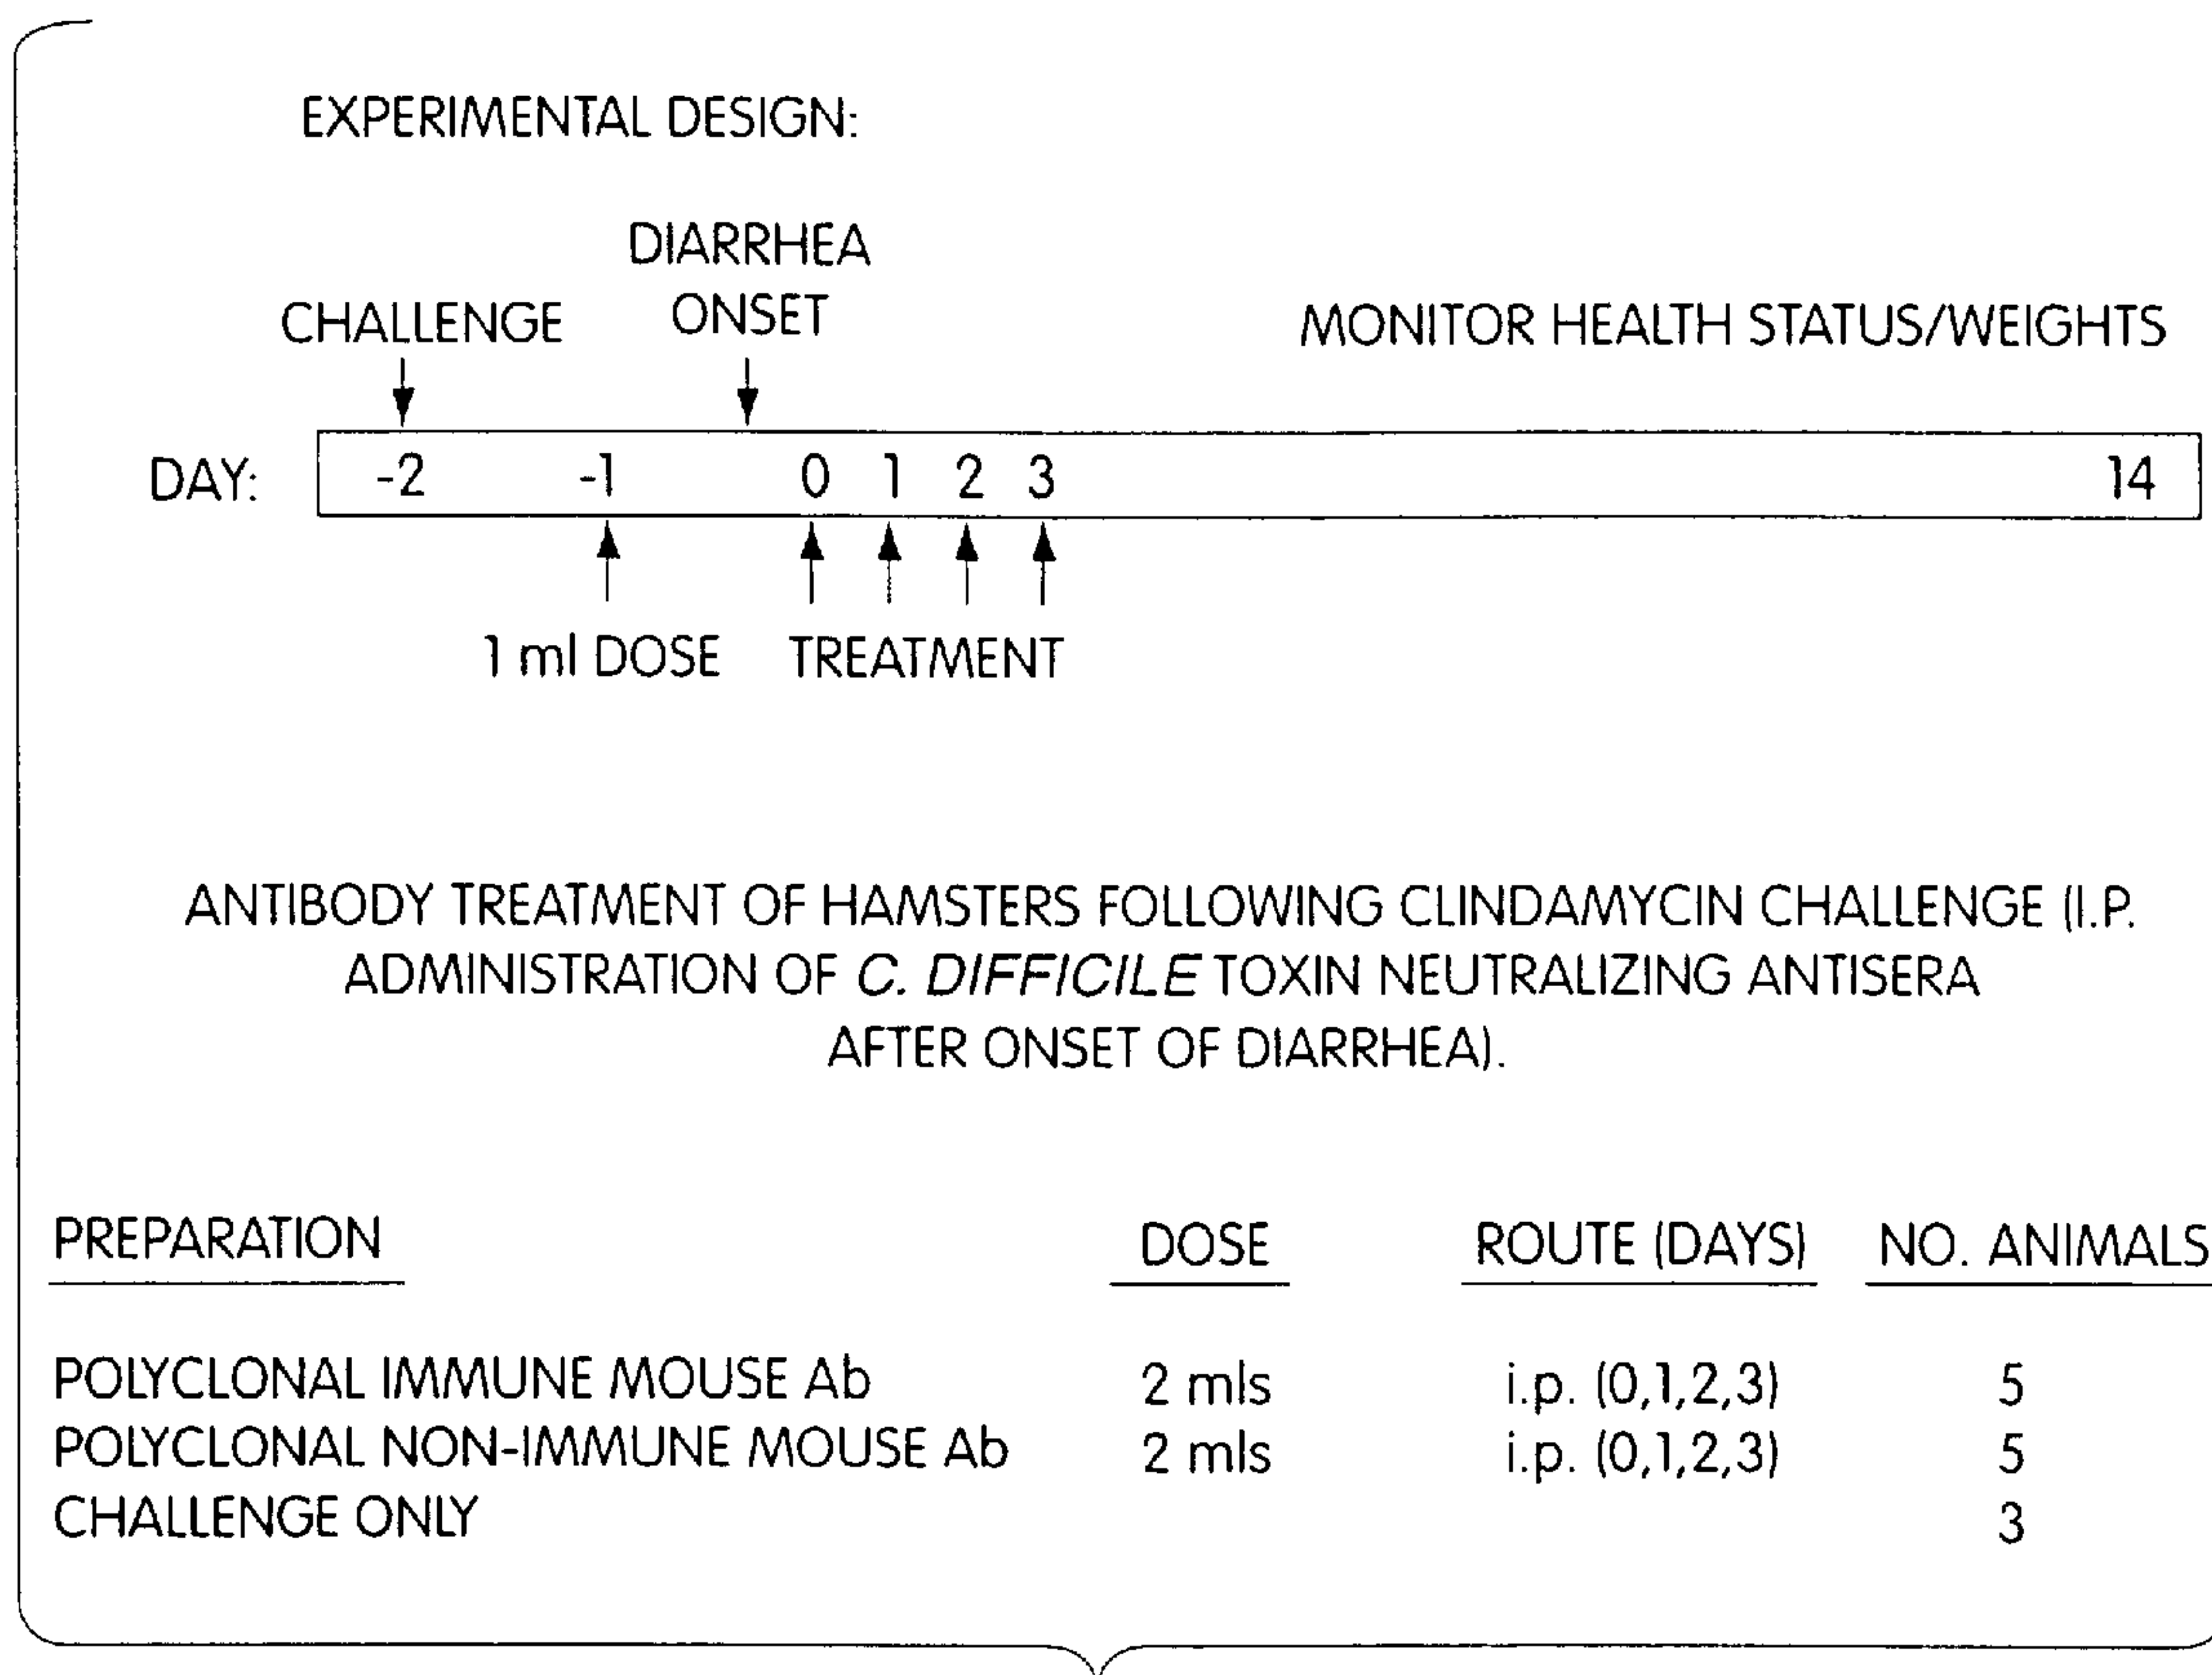 EXPERIMENTAL DESIGN:
DIARRHEA
ONSET
CHALLENGE
MONITOR HEALTH STATUS/WEIGHTS
DAY: -2 -1 0 1 2 3 14
1 ml DOSE TREATMENT
ANTIBODY TREATMENT OF HAMSTERS FOLLOWING CLINDAMYCIN CHALLENGE (I.P.
ADMINISTRATION OF C. DIFFICILE TOXIN NEUTRALIZING ANTISERA
AFTER ONSET OF DIARRHEA).
PREPARATION DOSE ROUTE (DAYS) NO. ANIMALS
POLYCLONAL IMMUNE MOUSE Ab 2 mls i.p. (0,1,2,3) 5
POLYCLONAL NON-IMMUNE MOUSE Ab 2 mls i.p. (0,1,2,3) 5
CHALLENGE ONLY 3